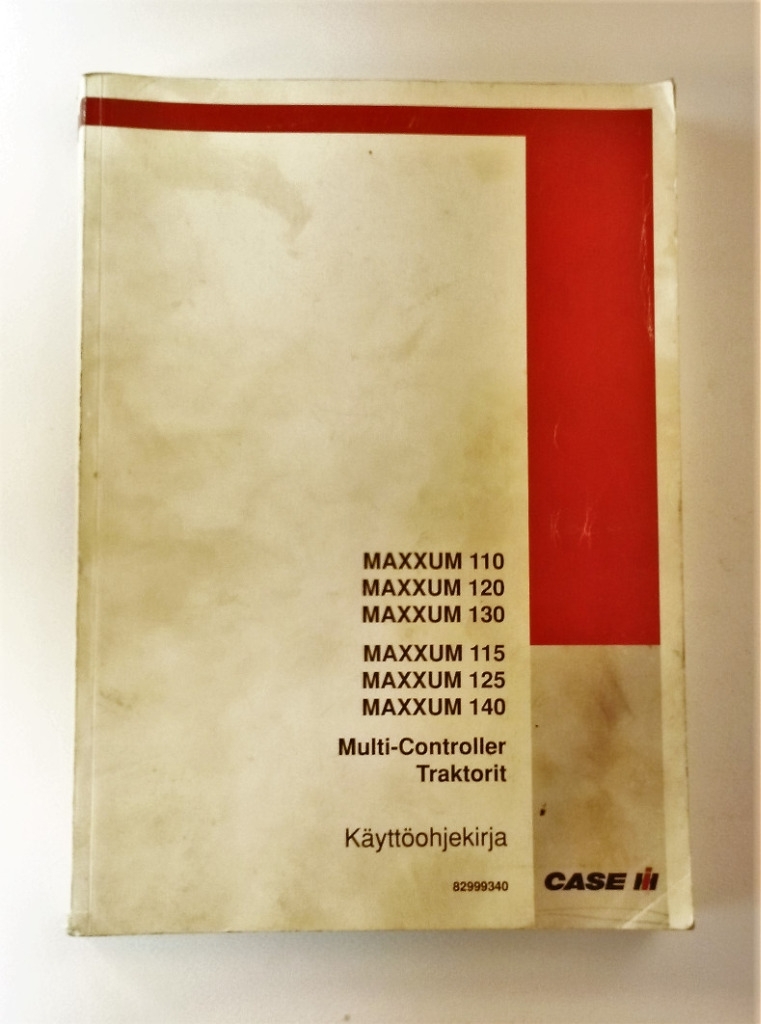 MAXXUM 110
MAXXUM 120
MAXXUM 130
MAXXUM 115
MAXXUM 125
MAXXUM 140
Multi-Controller
Traktorit
Käyttöohjekirja
82999340
CASE IH